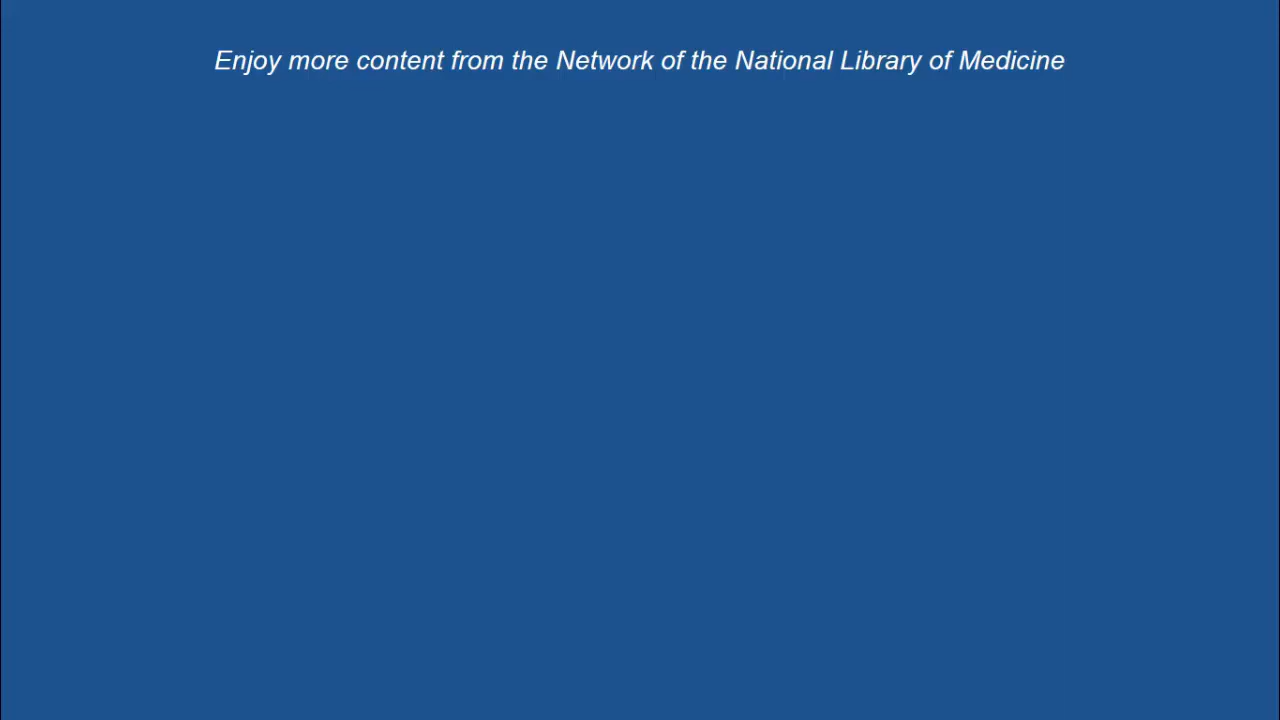 Enjoy more content from the Network of the National Library of Medicine